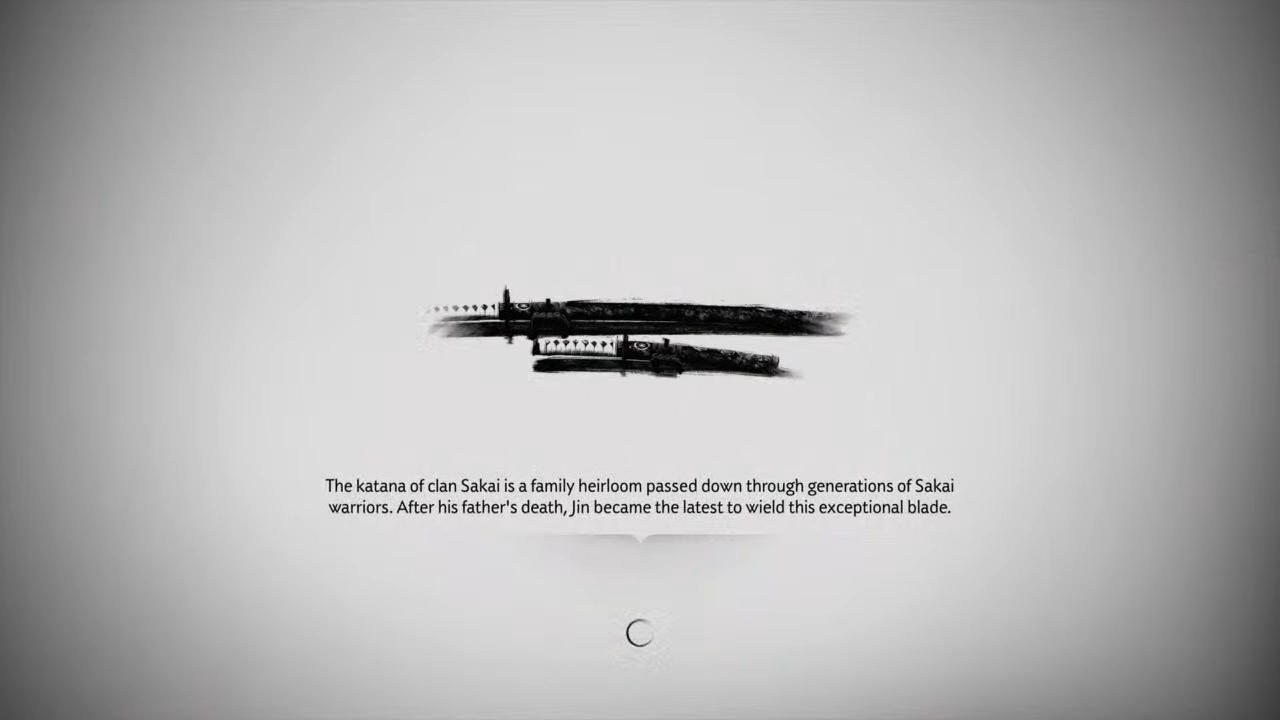 The katana of clan Sakai is a family heirloom passed down through generations of Sakai
warriors. After his father's death, Jin became the latest to wield this exceptional blade.